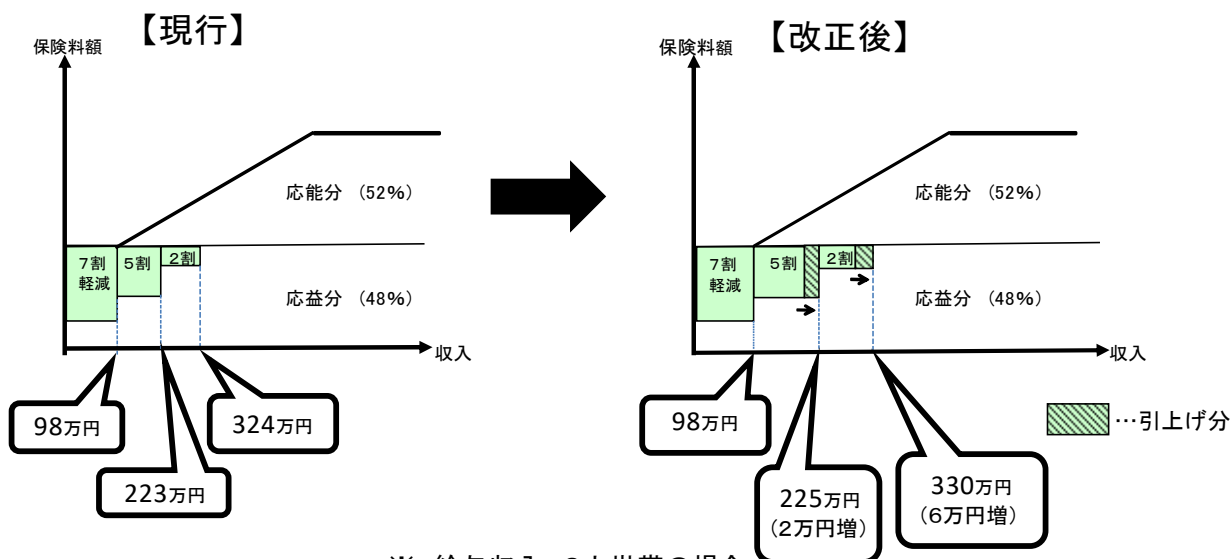 【現行】
保険料額
応能分 (52%)
7割
軽減
5割
2割
応益分 (48%)
収入
98万円
324万円
223万円
【改正後】
保険料額
応能分 (52%)
7割
軽減
5割
2割
応益分 (48%)
収入
98万円
…引上げ分
225万円
(2万円増)
330万円
(6万円増)